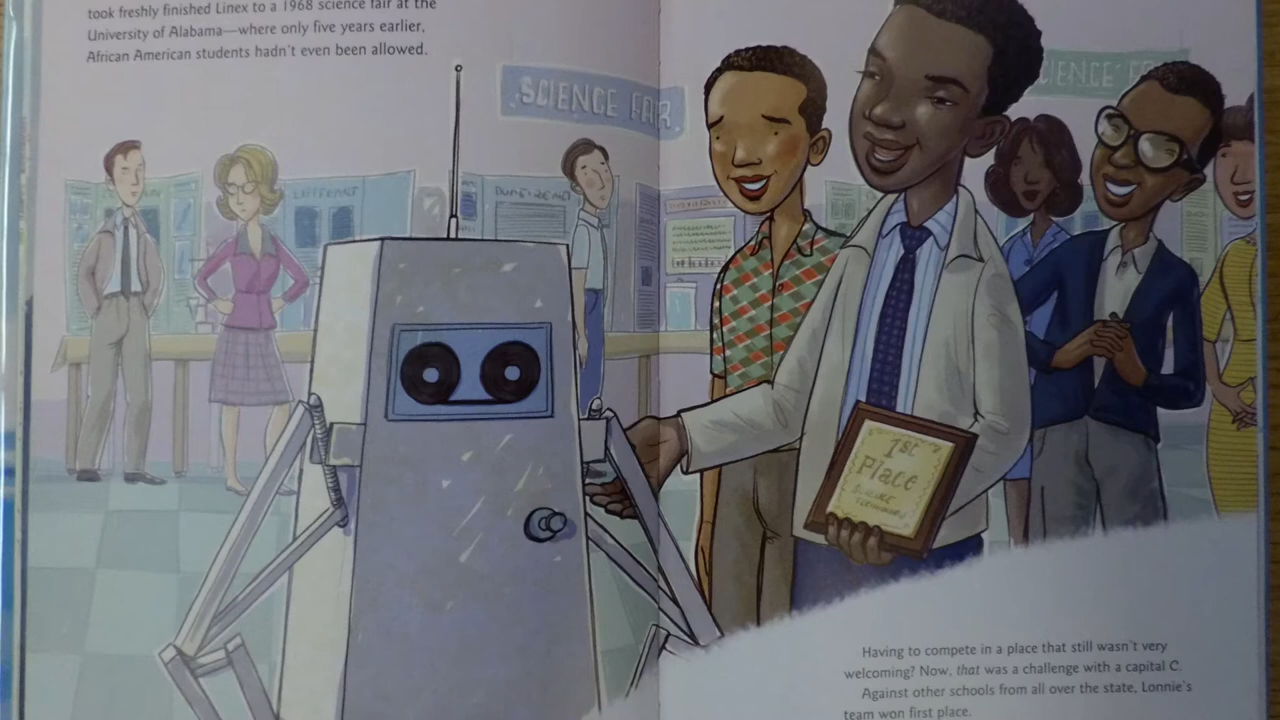 took freshly finished Linex to a 1968 science fair at the
University of Alabama—where only five years earlier,
African American students hadn't even been allowed.
SCIENCE FAIR
SCIENCE
1st
Place
SCIENCE
Having to compete in a place that still wasn't very
welcoming? Now, that was a challenge with a capital C.
Against other schools from all over the state, Lonnie's
team won first place.